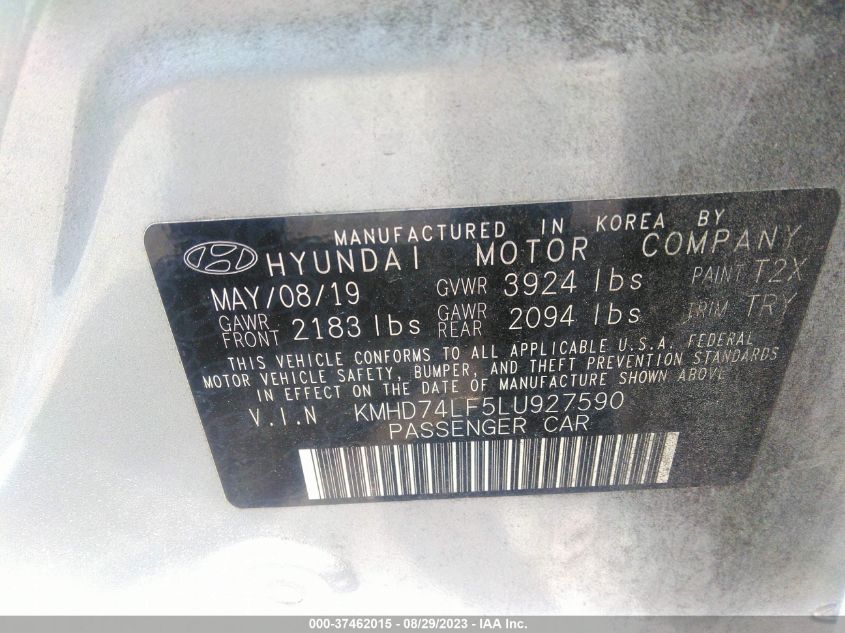 MANUFACTURED IN KOREA BY
HYUNDAI MOTOR COMPANY
MAY/08/19 GVWR 3924 lbs PAINT T2X
GAWR FRONT 2183 lbs GAWR REAR 2094 lbs TRIM TRY
THIS VEHICLE CONFORMS TO ALL APPLICABLE U.S.A. FEDERAL
MOTOR VEHICLE SAFETY, BUMPER, AND THEFT PREVENTION STANDARDS
IN EFFECT ON THE DATE OF MANUFACTURE SHOWN ABOVE.
V.I.N KMHD74LF5LU927590
PASSENGER CAR
000-37462015 - 08/29/2023 - IAA Inc.